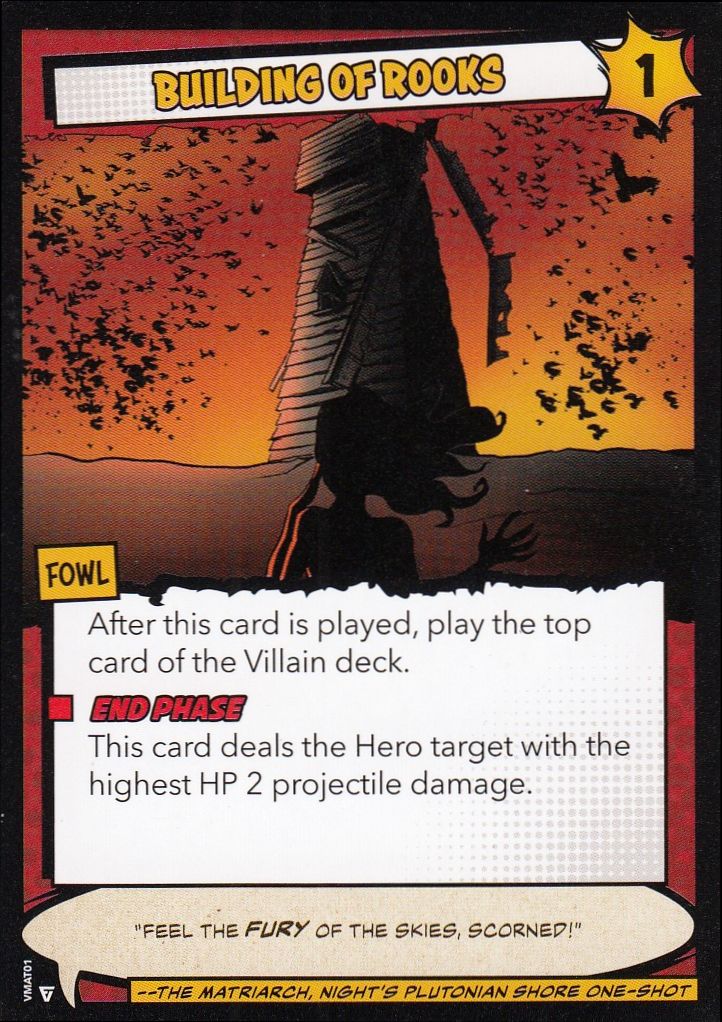 BUILDING OF ROOKS
1
FOWL
After this card is played, play the top
card of the Villain deck.
END PHASE
This card deals the Hero target with the
highest HP 2 projectile damage.
"FEEL THE FURY OF THE SKIES, SCORNED!"
--THE MATRIARCH, NIGHT'S PLUTONIAN SHORE ONE-SHOT
VMAT01